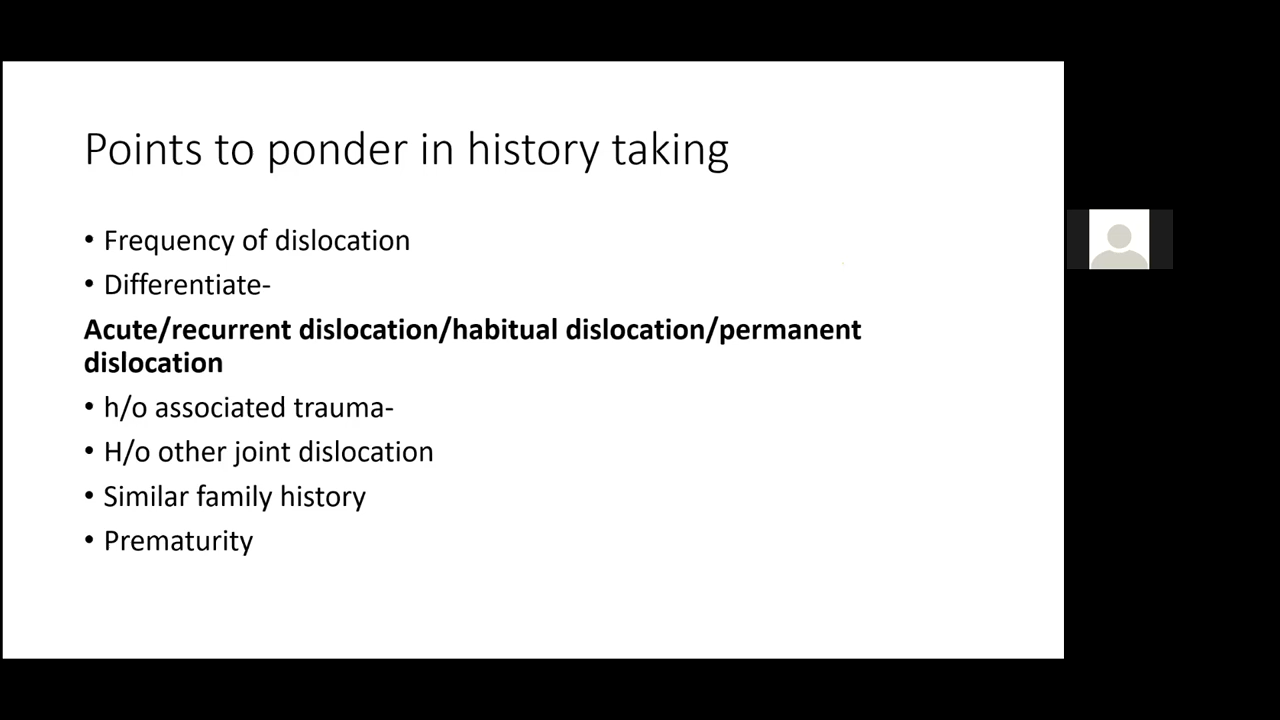 Points to ponder in history taking
• Frequency of dislocation
• Differentiate-
Acute/recurrent dislocation/habitual dislocation/permanent
dislocation
• h/o associated trauma-
• H/o other joint dislocation
• Similar family history
• Prematurity